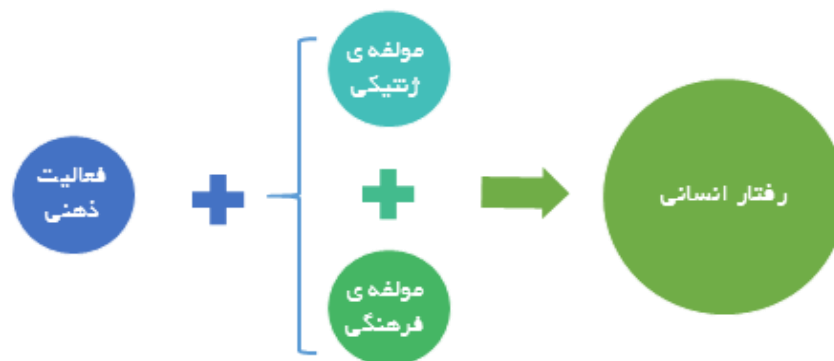 مولفه ی
ژنتیکی
فعالیت
ذهنی
رفتار انسانی
مولفه ی
فرهنگی